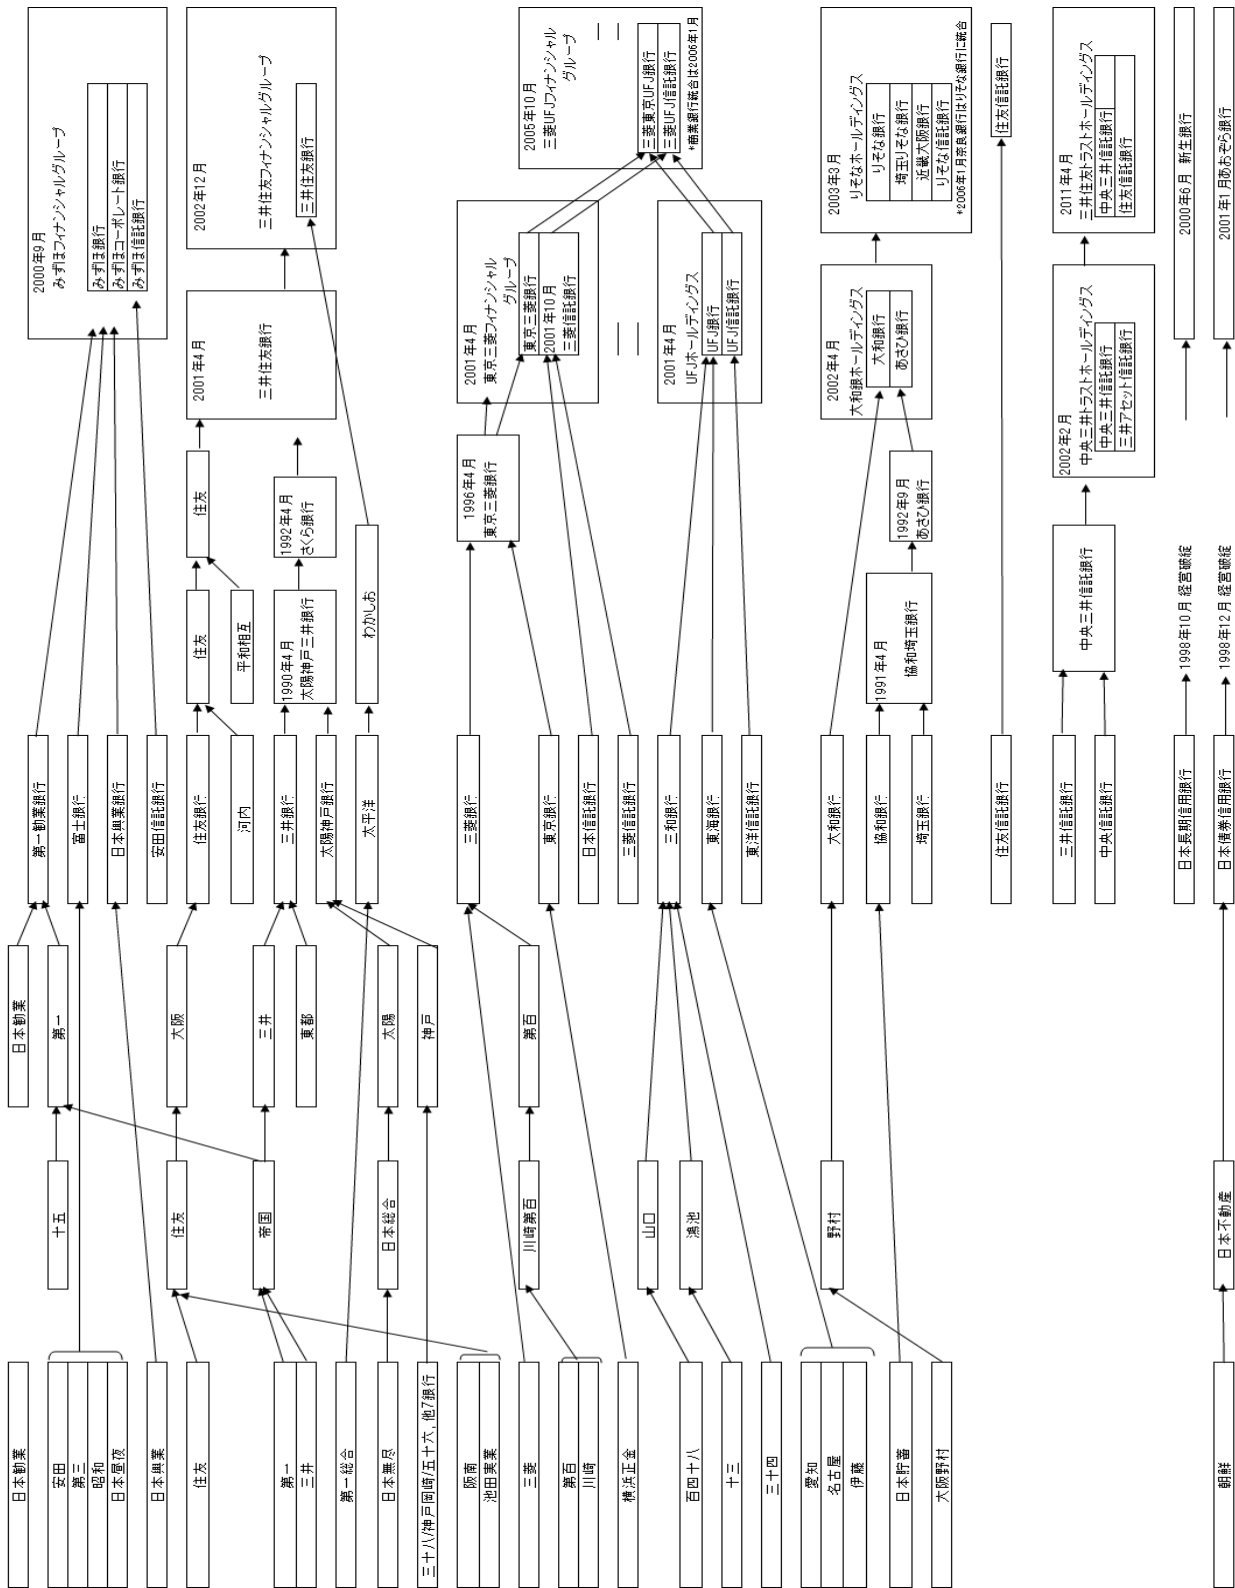 日本勧業
安田
第三
昭和
日本昼夜
日本興業
住友
第一
三井
第一総合
日本無尽
三十八/神戸岡崎/五十六,他7銀行
阪南
池田実業
三菱
第百
川崎
横浜正金
百四十八
十三
三十四
愛知
名古屋
伊藤
日本貯蓄
大阪野村
朝鮮
十五
住友
帝国
日本総合
川崎第百
山口
鴻池
野村
日本不動産
日本勧業
第一
大阪
三井
東都
太陽
神戸
第百
第一勧業銀行
富士銀行
日本興業銀行
安田信託銀行
住友銀行
河内
三井銀行
太陽神戸銀行
太平洋
三菱銀行
東京銀行
日本信託銀行
三菱信託銀行
三和銀行
東海銀行
東洋信託銀行
大和銀行
協和銀行
埼玉銀行
住友信託銀行
三井信託銀行
中央信託銀行
日本長期信用銀行
日本債券信用銀行
住友
平和相互
1990年4月
太陽神戸三井銀行
わかしお
1991年4月
協和埼玉銀行
中央三井信託銀行
1998年10月 経営破綻
1998年12月 経営破綻
住友
1992年4月
さくら銀行
1996年4月
東京三菱銀行
1992年9月
あさひ銀行
2001年4月
三井住友銀行
2001年4月
東京三菱フィナンシャル
グループ
東京三菱銀行
2001年10月
三菱信託銀行
2001年4月
UFJホールディングス
UFJ銀行
UFJ信託銀行
2002年4月
大和銀ホールディングス
大和銀行
あさひ銀行
2002年2月
中央三井トラストホールディングス
中央三井信託銀行
三井アセット信託銀行
2000年9月
みずほフィナンシャルグループ
みずほ銀行
みずほコーポレート銀行
みずほ信託銀行
2002年12月
三井住友フィナンシャルグループ
三井住友銀行
2005年10月
三菱UFJフィナンシャル
グループ
三菱東京UFJ銀行
三菱UFJ信託銀行
*商業銀行統合は2006年1月
2003年3月
りそなホールディングス
りそな銀行
埼玉りそな銀行
近畿大阪銀行
りそな信託銀行
*2006年1月奈良銀行はりそな銀行に統合
住友信託銀行
2011年4月
三井住友トラストホールディングス
中央三井信託銀行
住友信託銀行
2000年6月 新生銀行
2001年1月あおぞら銀行